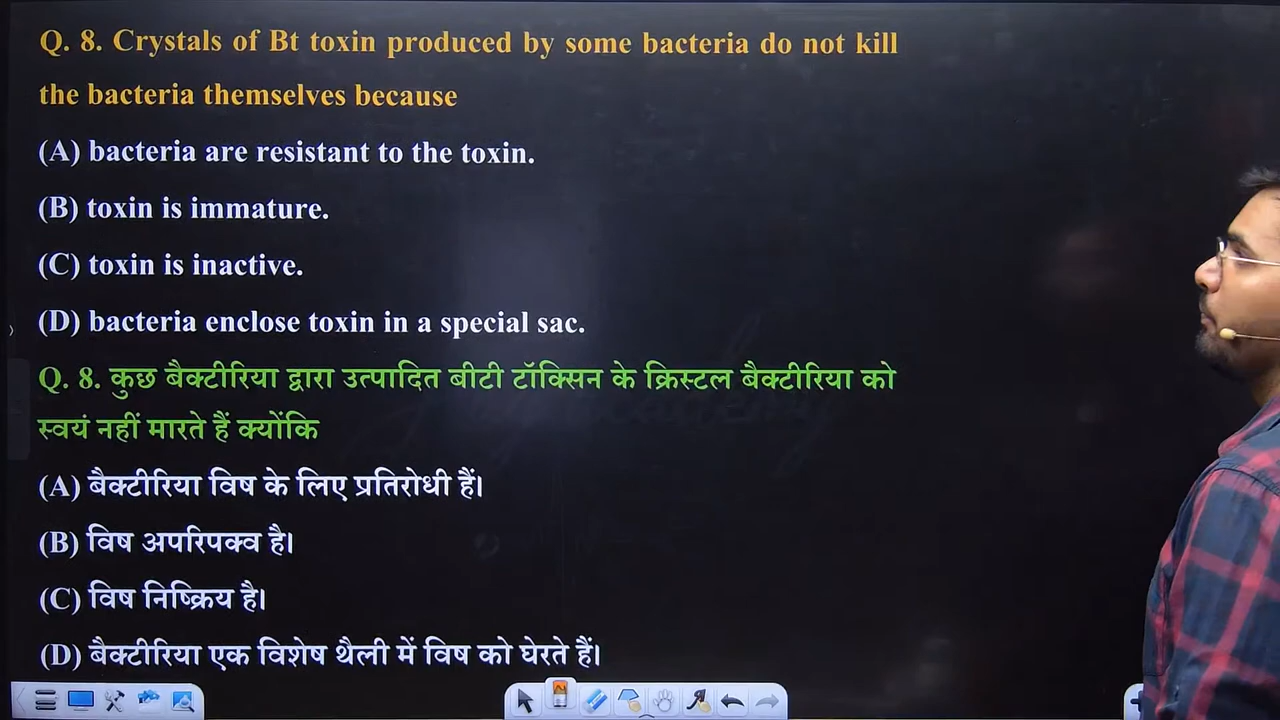 Q. 8. Crystals of Bt toxin produced by some bacteria do not kill
the bacteria themselves because
(A) bacteria are resistant to the toxin.
(B) toxin is immature.
(C) toxin is inactive.
(D) bacteria enclose toxin in a special sac.
Q. 8. कुछ बैक्टीरिया द्वारा उत्पादित बीटी टॉक्सिन के क्रिस्टल बैक्टीरिया को
स्वयं नहीं मारते हैं क्योंकि
(A) बैक्टीरिया विष के लिए प्रतिरोधी हैं।
(B) विष अपरिपक्व है।
(C) विष निष्क्रिय है।
(D) बैक्टीरिया एक विशेष थैली में विष को घेरते हैं।